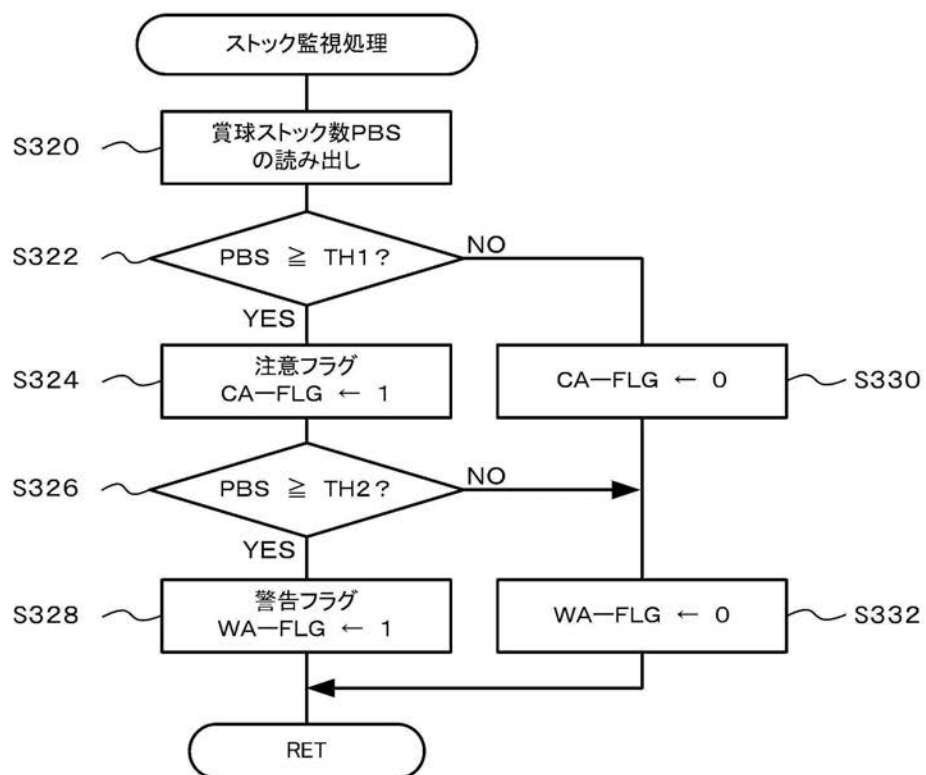 ストック監視処理
S320
賞球ストック数PBS
の読み出し
S322
PBS ≧ TH1?
NO
YES
S324
注意フラグ
CA－FLG ← 1
CA－FLG ← 0
S330
S326
PBS ≧ TH2?
NO
YES
S328
警告フラグ
WA－FLG ← 1
WA－FLG ← 0
S332
RET